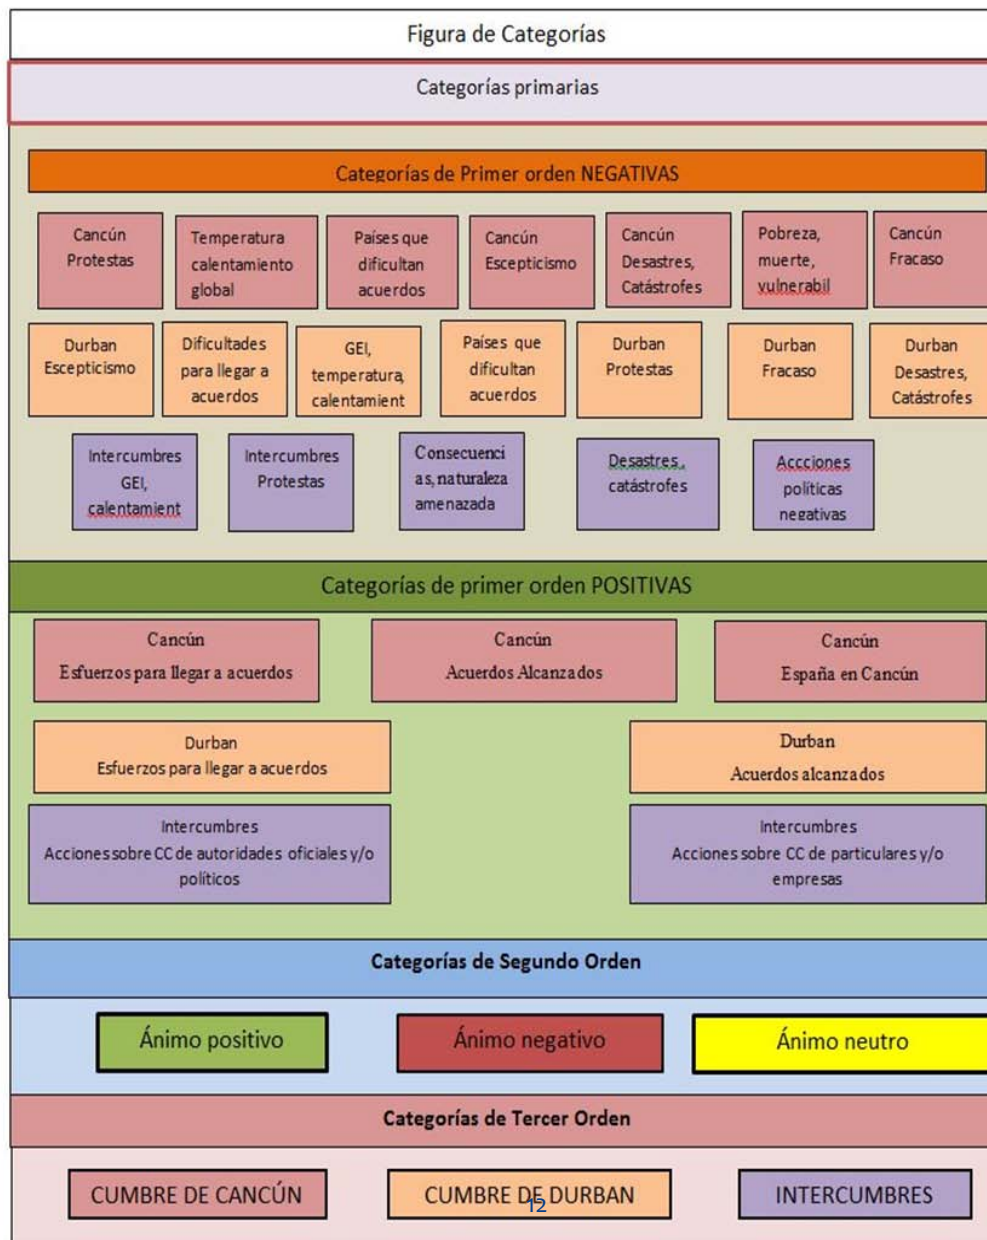 Figura de Categorías
Categorías primarias
Categorías de Primer orden NEGATIVAS
Cancún
Protestas
Temperatura
calentamiento
global
Países que
dificultan
acuerdos
Cancún
Escepticismo
Cancún
Desastres,
Catástrofes
Pobreza,
muerte,
vulnerabil
Cancún
Fracaso
Durban
Escepticismo
Dificultades
para llegar a
acuerdos
GEI,
temperatura,
calentamient
Países que
dificultan
acuerdos
Durban
Protestas
Durban
Fracaso
Durban
Desastres,
Catástrofes
Intercumbres
GEI,
calentamient
Intercumbres
Protestas
Consecuenci
as, naturaleza
amenazada
Desastres,
catástrofes
Accciones
políticas
negativas
Categorías de primer orden POSITIVAS
Cancún
Esfuerzos para llegar a acuerdos
Cancún
Acuerdos Alcanzados
Cancún
España en Cancún
Durban
Esfuerzos para llegar a acuerdos
Durban
Acuerdos alcanzados
Intercumbres
Acciones sobre CC de autoridades oficiales y/o
políticos
Intercumbres
Acciones sobre CC de particulares y/o
empresas
Categorías de Segundo Orden
Ánimo positivo
Ánimo negativo
Ánimo neutro
Categorías de Tercer Orden
CUMBRE DE CANCÚN
CUMBRE DE DURBAN
INTERCUMBRES
12